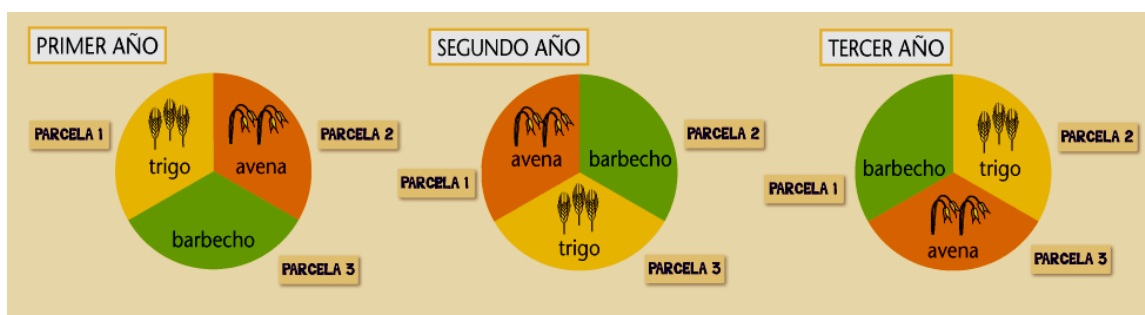 PRIMER AÑO
PARCELA 1
trigo
avena
PARCELA 2
barbecho
PARCELA 3
SEGUNDO AÑO
PARCELA 1
avena
barbecho
PARCELA 2
trigo
PARCELA 3
TERCER AÑO
PARCELA 1
barbecho
trigo
PARCELA 2
avena
PARCELA 3